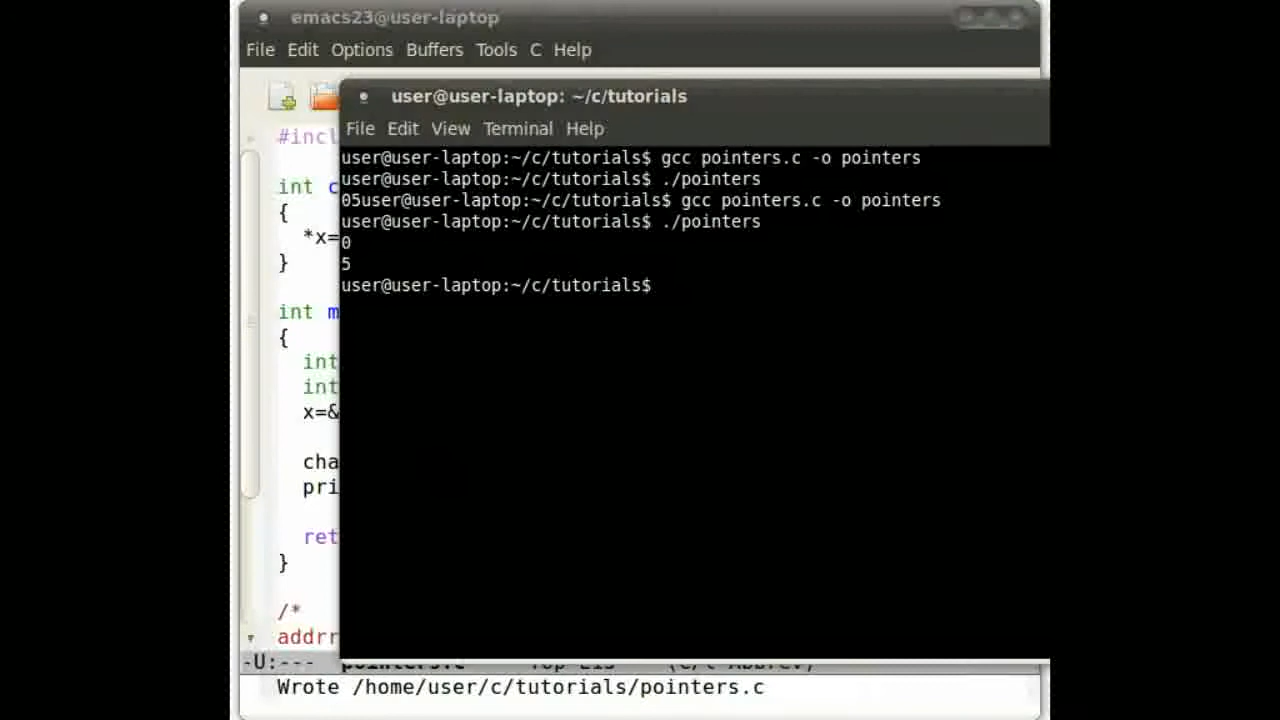 emacs23@user-laptop
File Edit Options Buffers Tools C Help
user@user-laptop: ~/c/tutorials
File Edit View Terminal Help
user@user-laptop:~/c/tutorials$ gcc pointers.c -o pointers
user@user-laptop:~/c/tutorials$ ./pointers
05user@user-laptop:~/c/tutorials$ gcc pointers.c -o pointers
user@user-laptop:~/c/tutorials$ ./pointers
0
5
user@user-laptop:~/c/tutorials$
#incl
int c
{
*x=
}
int m
{
int
int
x=&
cha
pri
ret
}
/*
addrr
-U:--- pointers.c
Wrote /home/user/c/tutorials/pointers.c